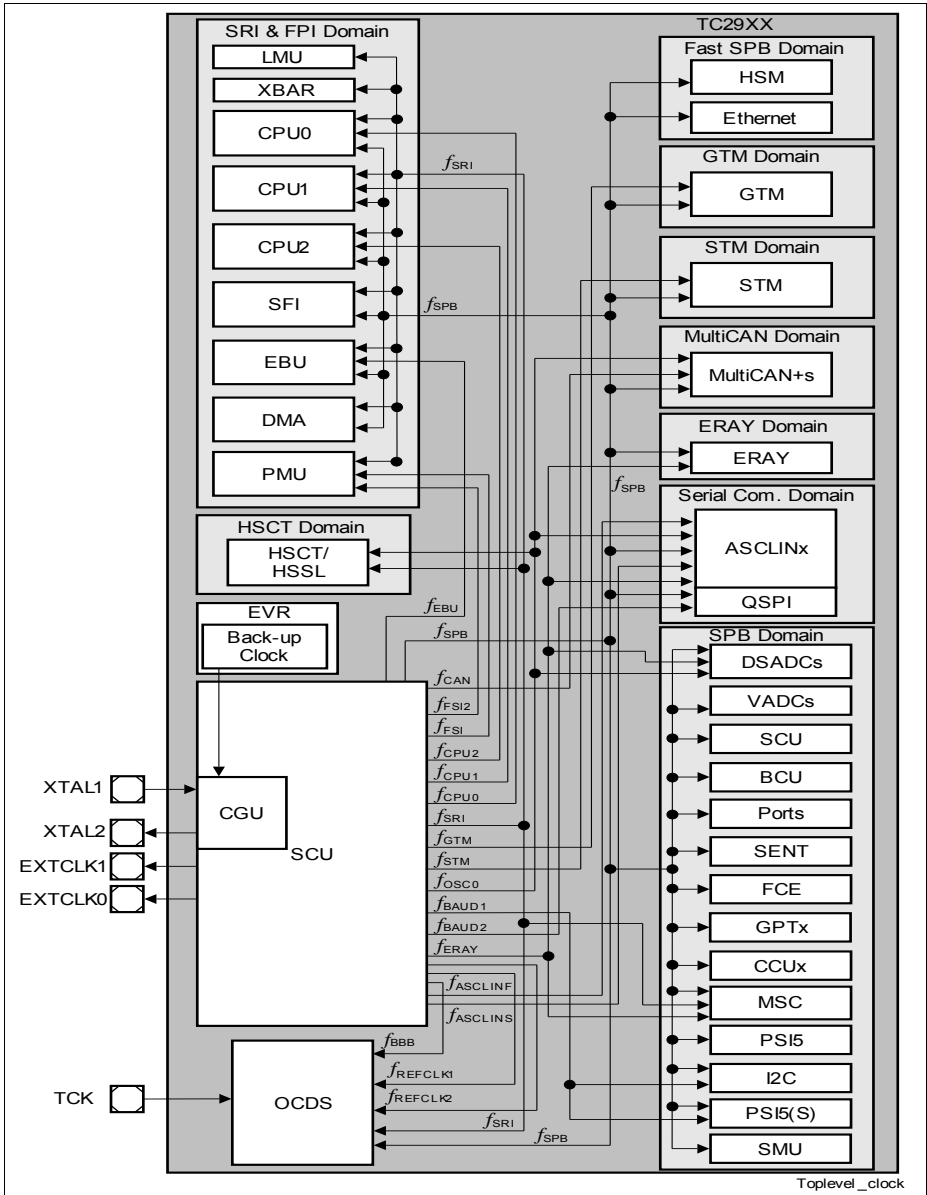 TC29XX
SRI & FPI Domain
LMU
XBAR
CPU0
CPU1
CPU2
SFI
EBU
DMA
PMU
fSRI
fSPB
HSCT Domain
HSCT/
HSSL
EVR
Back-up
Clock
fEBU
fSPB
fCAN
fFSI2
fFSI
fCPU2
fCPU1
fCPU0
fSRI
fGTM
fSTM
fOSC0
fBAUD1
fBAUD2
fERAY
fASCLINF
fASCLINS
fBBB
fREFCLK1
fREFCLK2
fSRI
fSPB
XTAL1
XTAL2
EXTCLK1
EXTCLK0
CGU
SCU
TCK
OCDS
Fast SPB Domain
HSM
Ethernet
GTM Domain
GTM
STM Domain
STM
MultiCAN Domain
MultiCAN+s
ERAY Domain
ERAY
fSPB
Serial Com. Domain
ASCLINx
QSPI
SPB Domain
DSADCs
VADCs
SCU
BCU
Ports
SENT
FCE
GPTx
CCUx
MSC
PSI5
I2C
PSI5(S)
SMU
Toplevel_clock